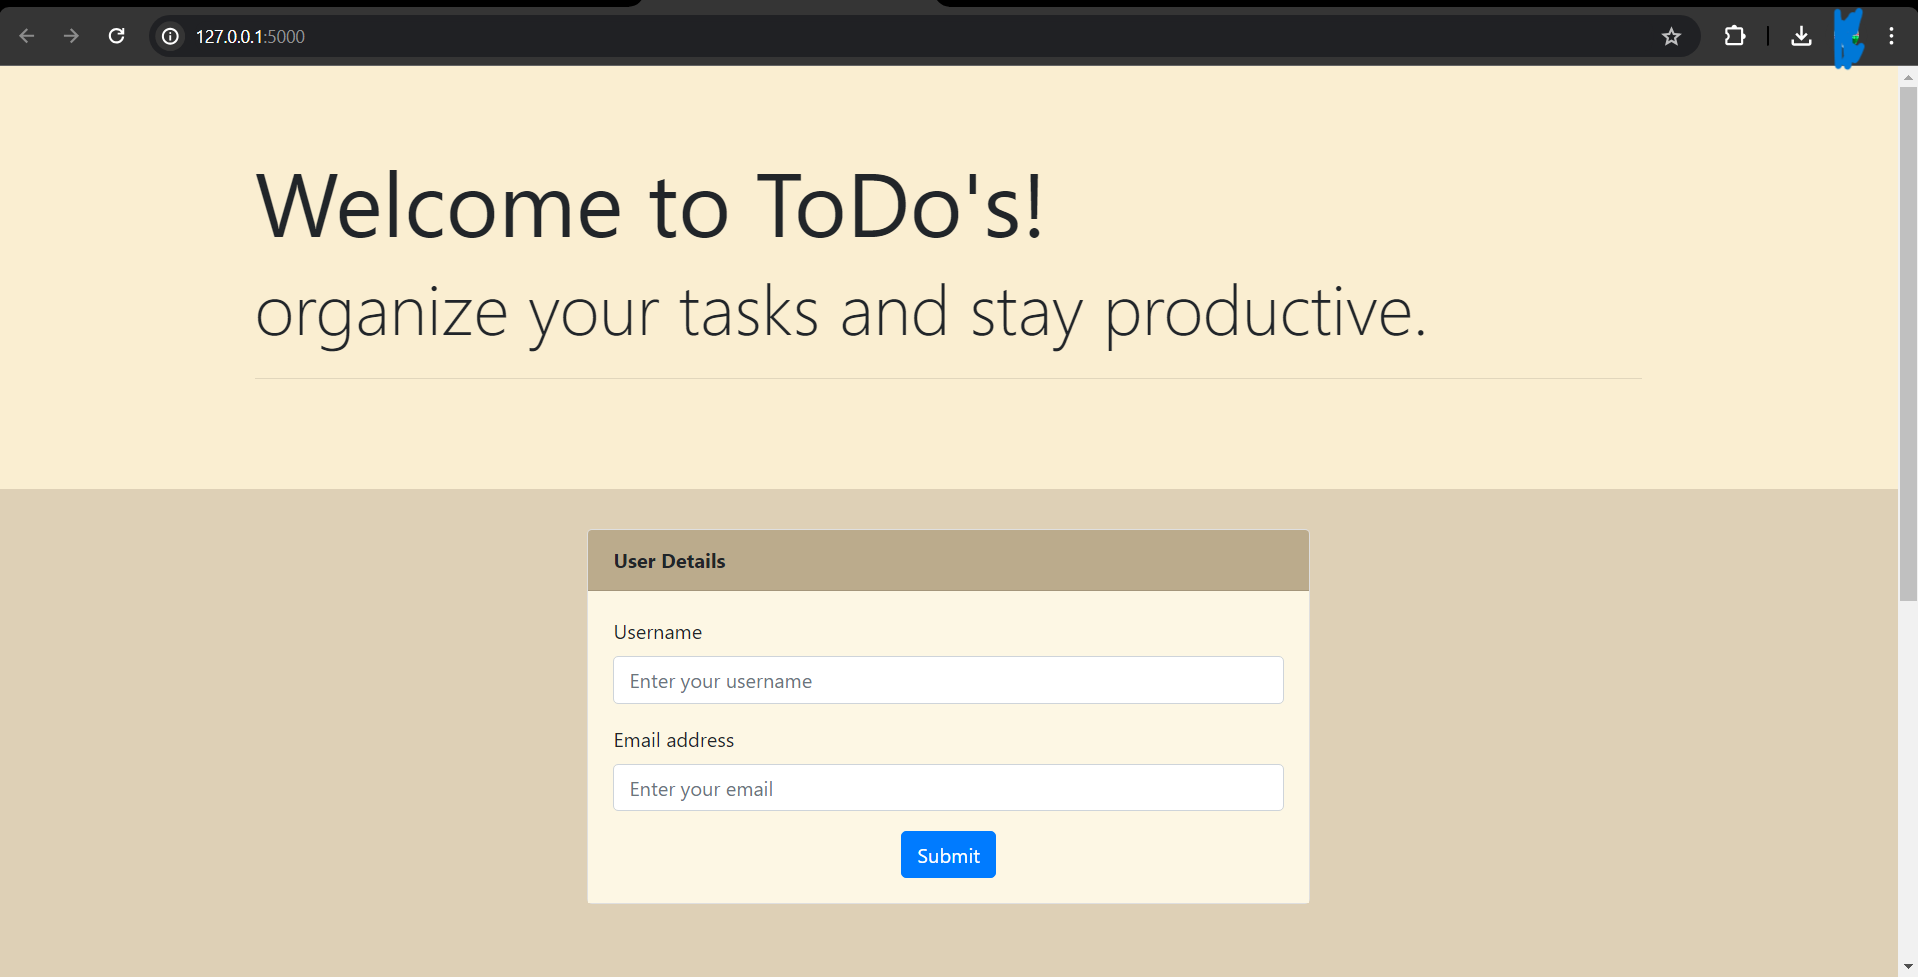 127.0.0.1:5000
Welcome to ToDo's!
organize your tasks and stay productive.
User Details
Username
Enter your username
Email address
Enter your email
Submit